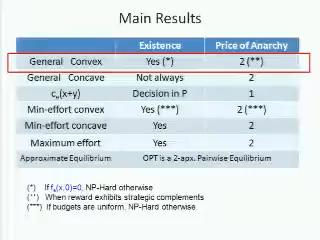 Main Results
Existence Price of Anarchy
General Convex Yes (*) 2 (**)
General Concave Not always 2
cₑ(x+y) Decision in P 1
Min-effort convex Yes (***) 2 (***)
Min-effort concave Yes 2
Maximum effort Yes 2
Approximate Equilibrium OPT is a 2-apx. Pairwise Equilibrium
(*) If fₑ(x,0)=0, NP-Hard otherwise
(**) When reward exhibits strategic complements
(***) If budgets are uniform, NP-Hard otherwise